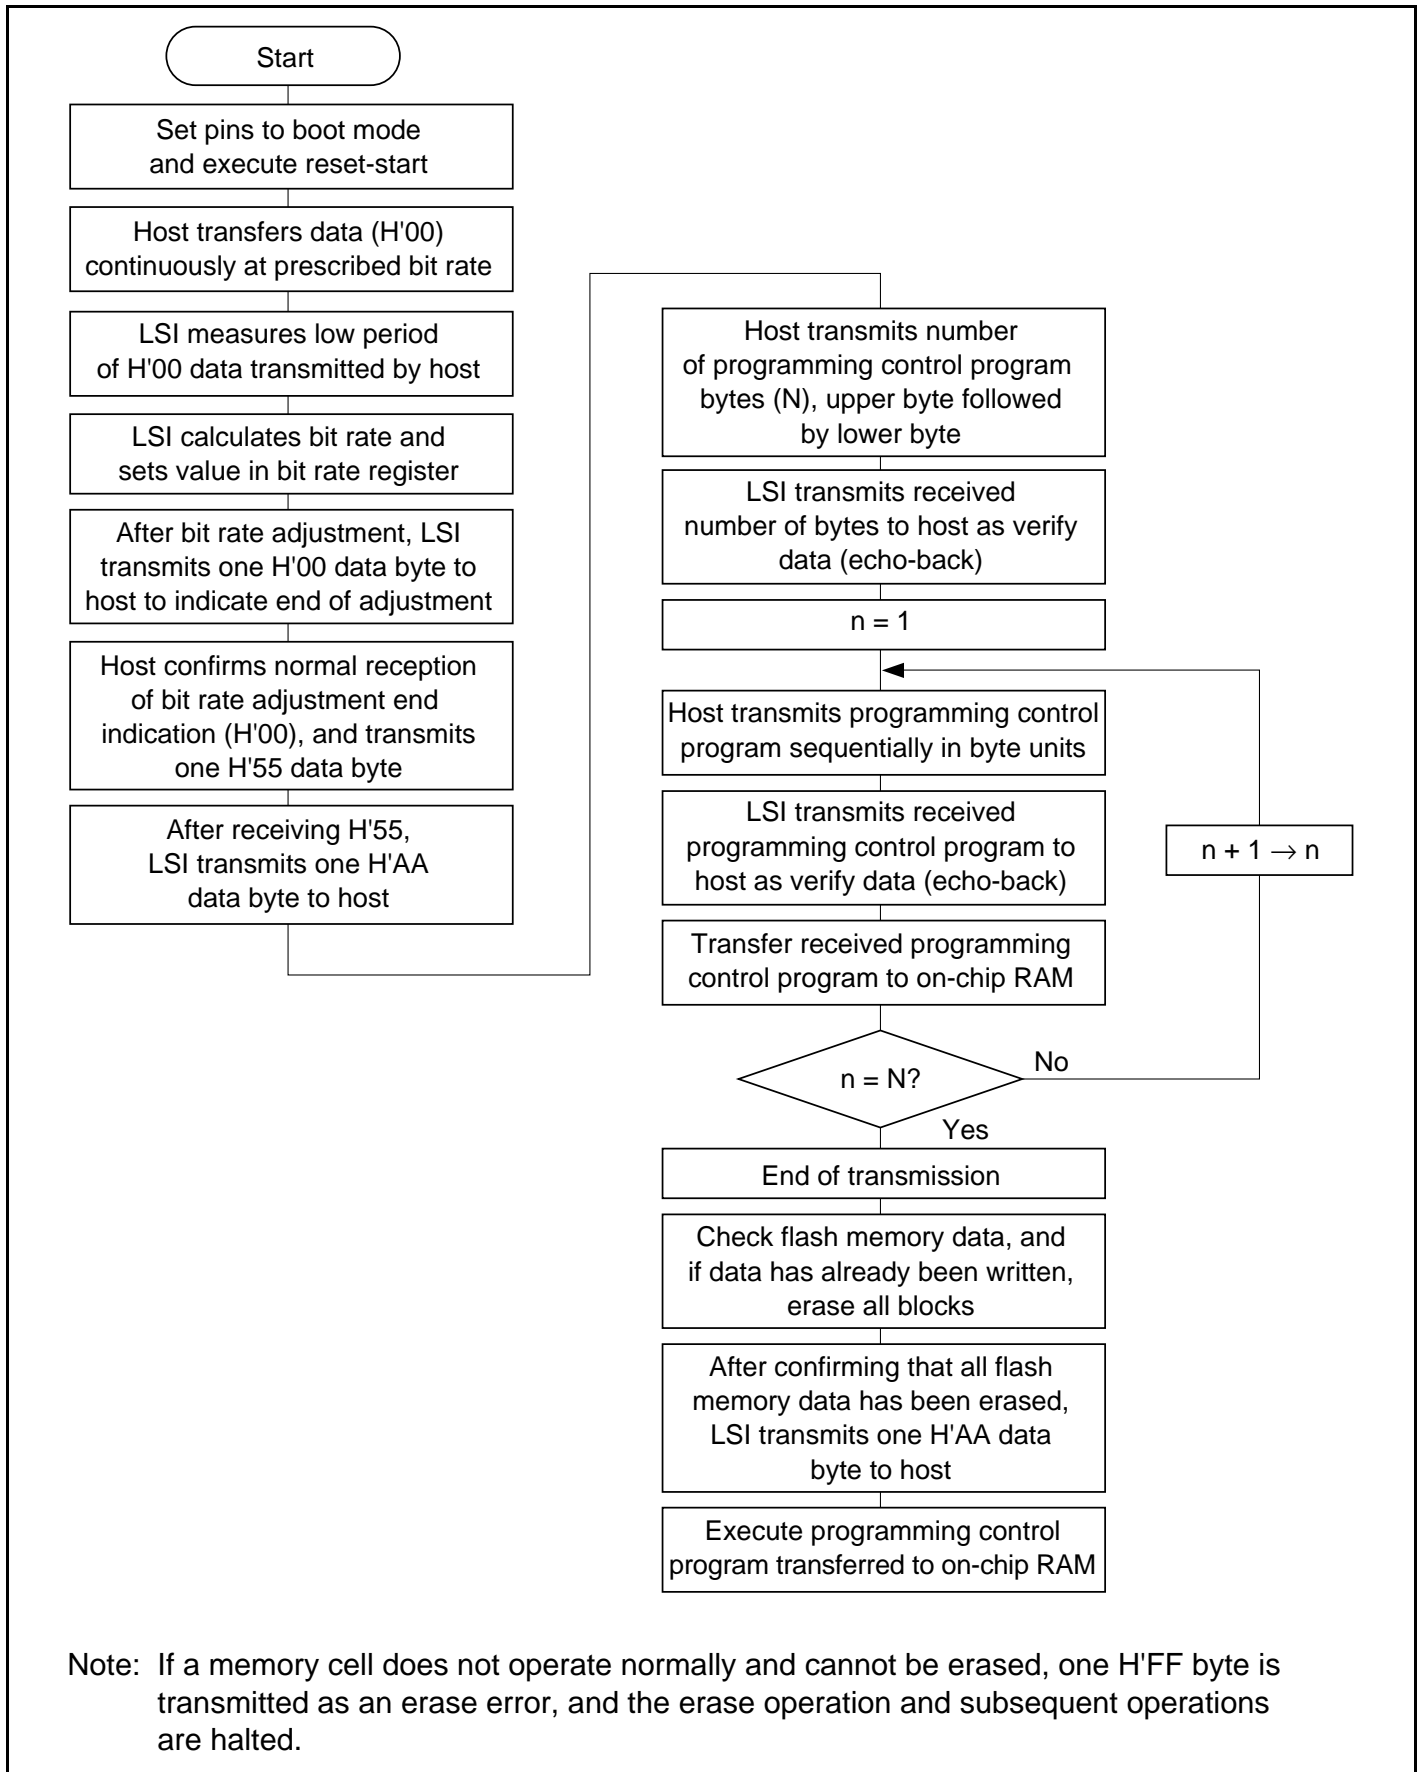 Start
Set pins to boot mode
and execute reset-start
Host transfers data (H'00)
continuously at prescribed bit rate
LSI measures low period
of H'00 data transmitted by host
LSI calculates bit rate and
sets value in bit rate register
After bit rate adjustment, LSI
transmits one H'00 data byte to
host to indicate end of adjustment
Host confirms normal reception
of bit rate adjustment end
indication (H'00), and transmits
one H'55 data byte
After receiving H'55,
LSI transmits one H'AA
data byte to host
Host transmits number
of programming control program
bytes (N), upper byte followed
by lower byte
LSI transmits received
number of bytes to host as verify
data (echo-back)
n = 1
Host transmits programming control
program sequentially in byte units
LSI transmits received
programming control program to
host as verify data (echo-back)
n + 1 → n
Transfer received programming
control program to on-chip RAM
n = N?
No
Yes
End of transmission
Check flash memory data, and
if data has already been written,
erase all blocks
After confirming that all flash
memory data has been erased,
LSI transmits one H'AA data
byte to host
Execute programming control
program transferred to on-chip RAM
Note: If a memory cell does not operate normally and cannot be erased, one H'FF byte is
transmitted as an erase error, and the erase operation and subsequent operations
are halted.